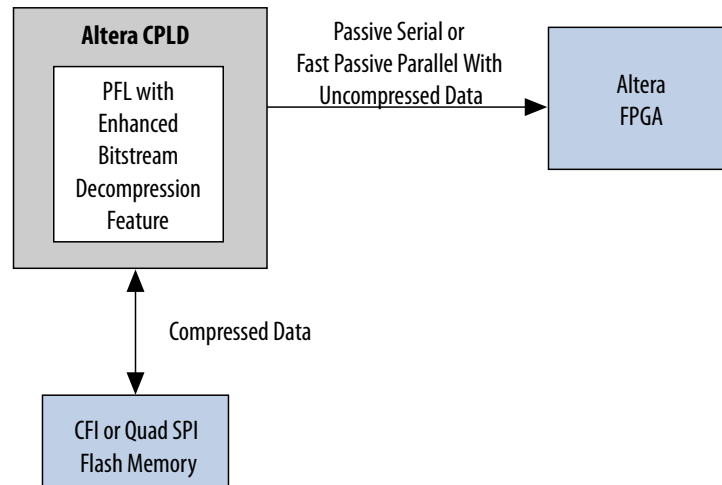 Altera CPLD
PFL with
Enhanced
Bitstream
Decompression
Feature
Passive Serial or
Fast Passive Parallel With
Uncompressed Data
Altera
FPGA
Compressed Data
CFI or Quad SPI
Flash Memory